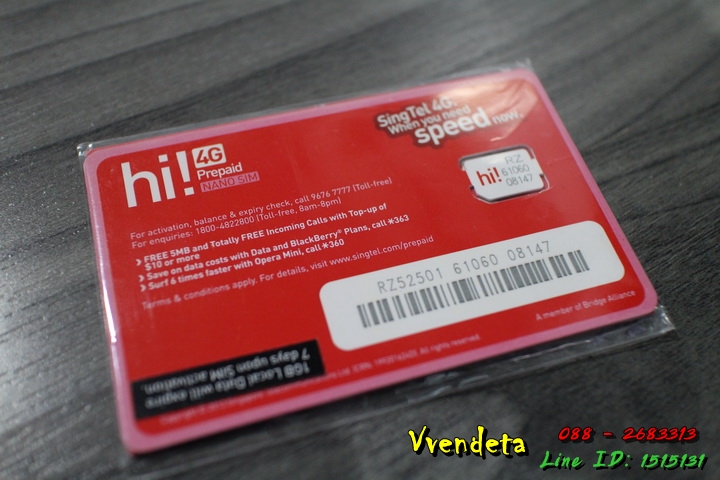 SingTel 4G.
When you need
speed now.
hi! 4G
Prepaid
NANO SIM
hi! RZ
61060
08147
For activation, balance & expiry check, call 9676 7777 (Toll-free)
For enquiries: 1800-4822800 (Toll-free, 8am-8pm)
FREE 5MB and Totally FREE Incoming Calls with Top-up of
$10 or more
Save on data costs with Data and BlackBerry® Plans, call *363
Surf 6 times faster with Opera Mini, call *360
Terms & conditions apply. For details, visit www.singtel.com/prepaid
RZ52501 61060 08147
A member of Bridge Alliance
1GB Local Data will expire
7 days upon SIM activation.
All rights reserved.
Vvendeta
088 - 2683313
Line ID: 1515131